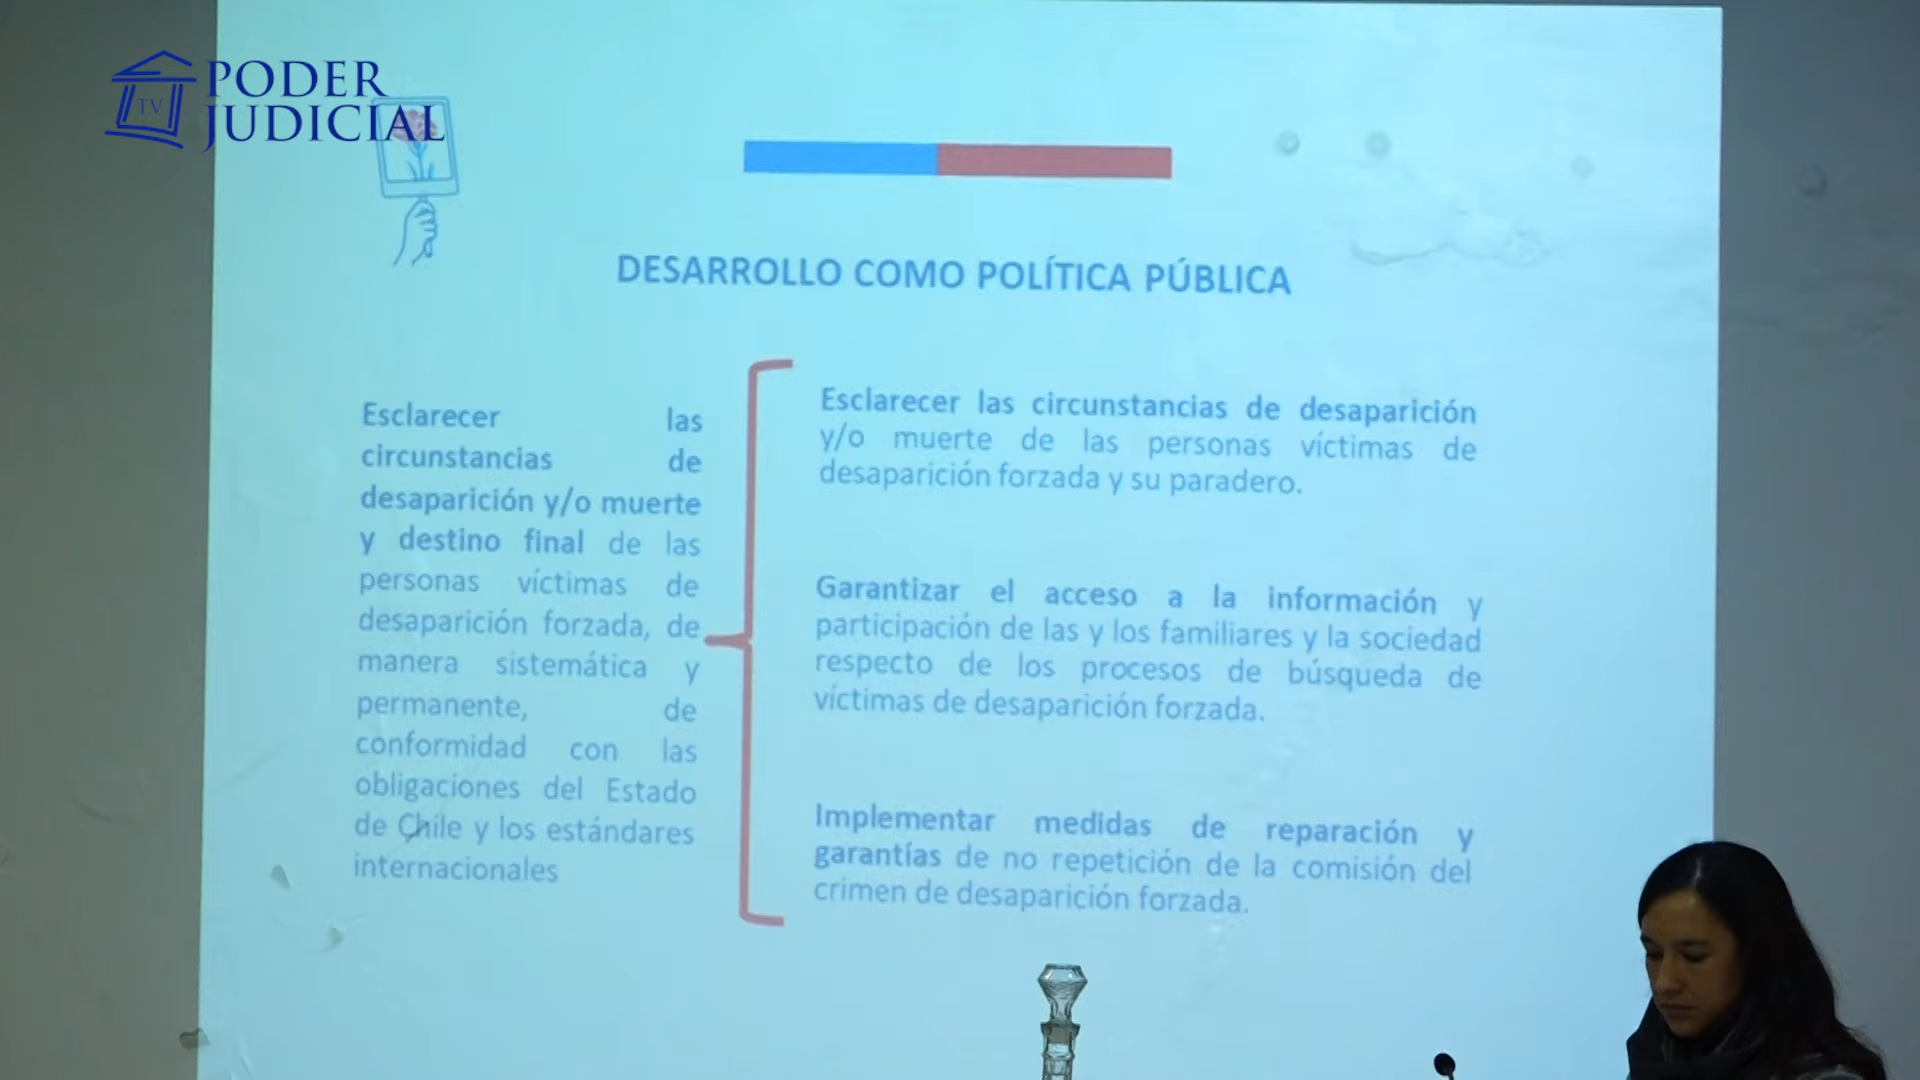 TV
PODER
JUDICIAL
DESARROLLO COMO POLÍTICA PÚBLICA
Esclarecer las
circunstancias de
desaparición y/o muerte
y destino final de las
personas víctimas de
desaparición forzada, de
manera sistemática y
permanente, de
conformidad con las
obligaciones del Estado
de Chile y los estándares
internacionales
Esclarecer las circunstancias de desaparición
y/o muerte de las personas víctimas de
desaparición forzada y su paradero.
Garantizar el acceso a la información y
participación de las y los familiares y la sociedad
respecto de los procesos de búsqueda de
víctimas de desaparición forzada.
Implementar medidas de reparación y
garantías de no repetición de la comisión del
crimen de desaparición forzada.